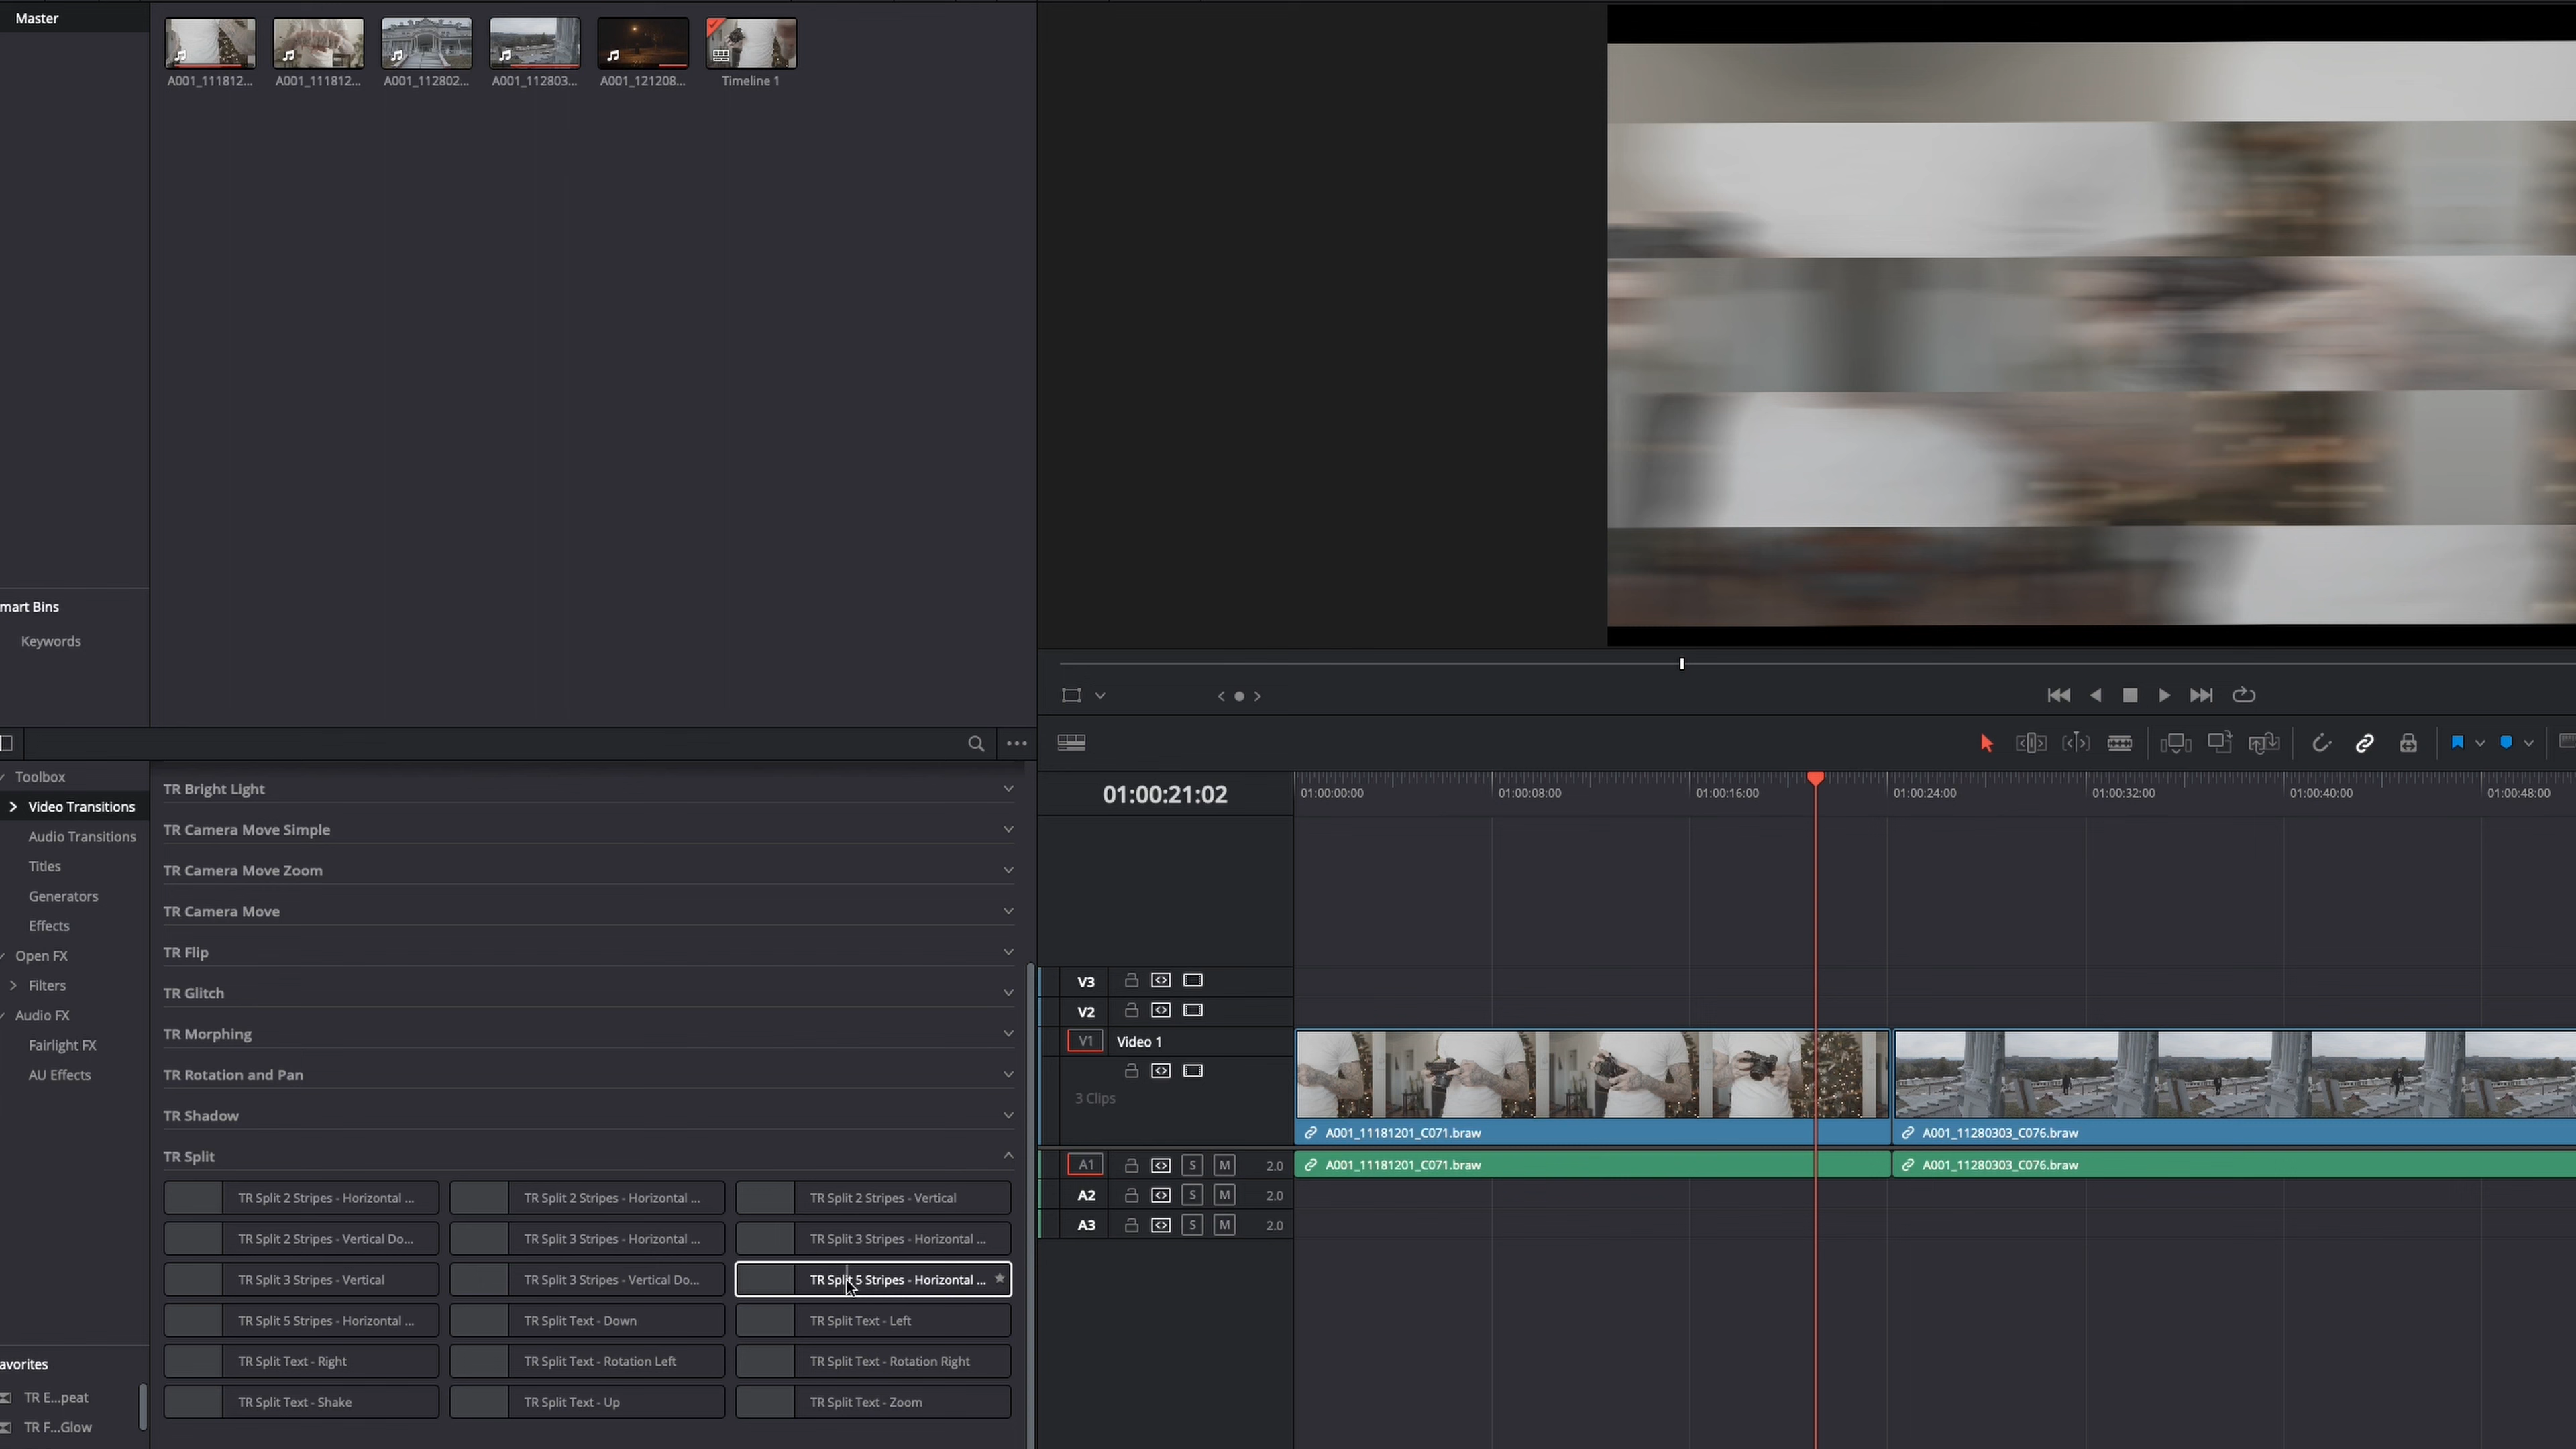 Master
A001_111812...
A001_111812...
A001_112802...
A001_112803...
A001_121208...
Timeline 1
mart Bins
Keywords
Toolbox
Video Transitions
Audio Transitions
Titles
Generators
Effects
Open FX
Filters
Audio FX
Fairlight FX
AU Effects
avorites
TR E...peat
TR F...Glow
TR Bright Light
TR Camera Move Simple
TR Camera Move Zoom
TR Camera Move
TR Flip
TR Glitch
TR Morphing
TR Rotation and Pan
TR Shadow
TR Split
TR Split 2 Stripes - Horizontal ...
TR Split 2 Stripes - Horizontal ...
TR Split 2 Stripes - Vertical
TR Split 2 Stripes - Vertical Do...
TR Split 3 Stripes - Horizontal ...
TR Split 3 Stripes - Horizontal ...
TR Split 3 Stripes - Vertical
TR Split 3 Stripes - Vertical Do...
TR Split 5 Stripes - Horizontal ...
TR Split 5 Stripes - Horizontal ...
TR Split Text - Down
TR Split Text - Left
TR Split Text - Right
TR Split Text - Rotation Left
TR Split Text - Rotation Right
TR Split Text - Shake
TR Split Text - Up
TR Split Text - Zoom
01:00:21:02
01:00:00:00
01:00:08:00
01:00:16:00
01:00:24:00
01:00:32:00
01:00:40:00
01:00:48:00
V3
V2
V1 Video 1
3 Clips
A001_11181201_C071.braw
A001_11280303_C076.braw
A1 S M 2.0
A001_11181201_C071.braw
A001_11280303_C076.braw
A2 S M 2.0
A3 S M 2.0